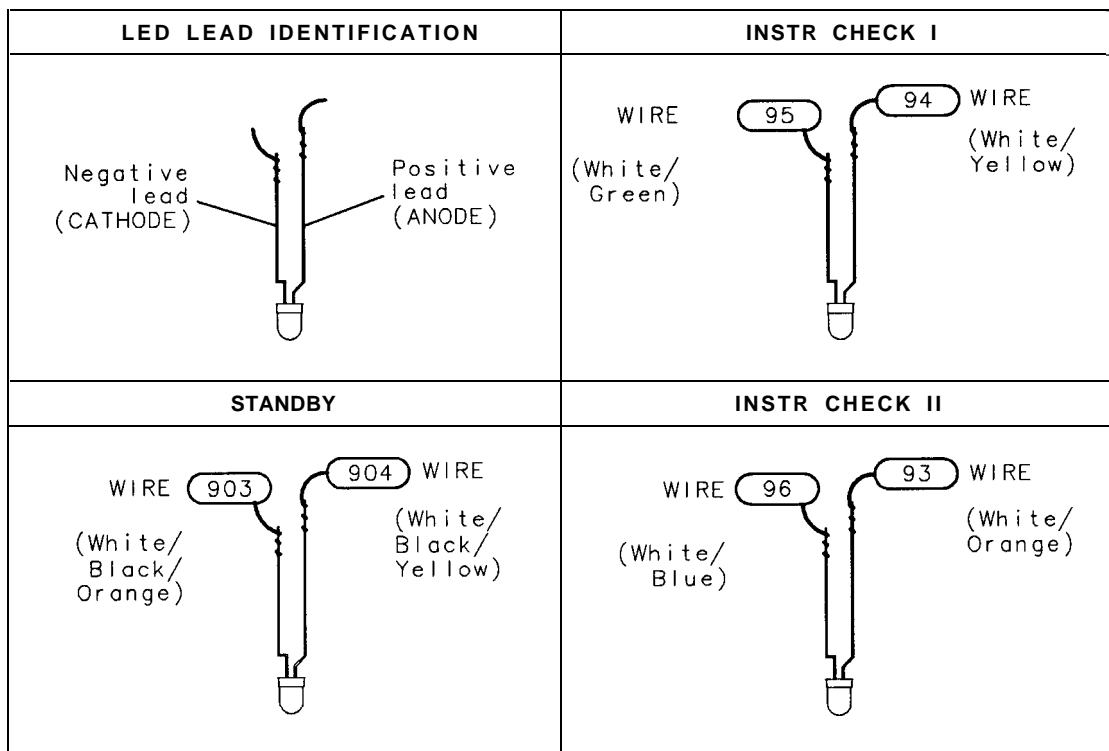 LED LEAD IDENTIFICATION
Negative
lead
(CATHODE)
Positive
lead
(ANODE)
INSTR CHECK I
WIRE
95
(White/
Green)
94
WIRE
(White/
Yellow)
STANDBY
WIRE
903
(White/
Black/
Orange)
904
WIRE
(White/
Black/
Yellow)
INSTR CHECK II
WIRE
96
(White/
Blue)
93
WIRE
(White/
Orange)